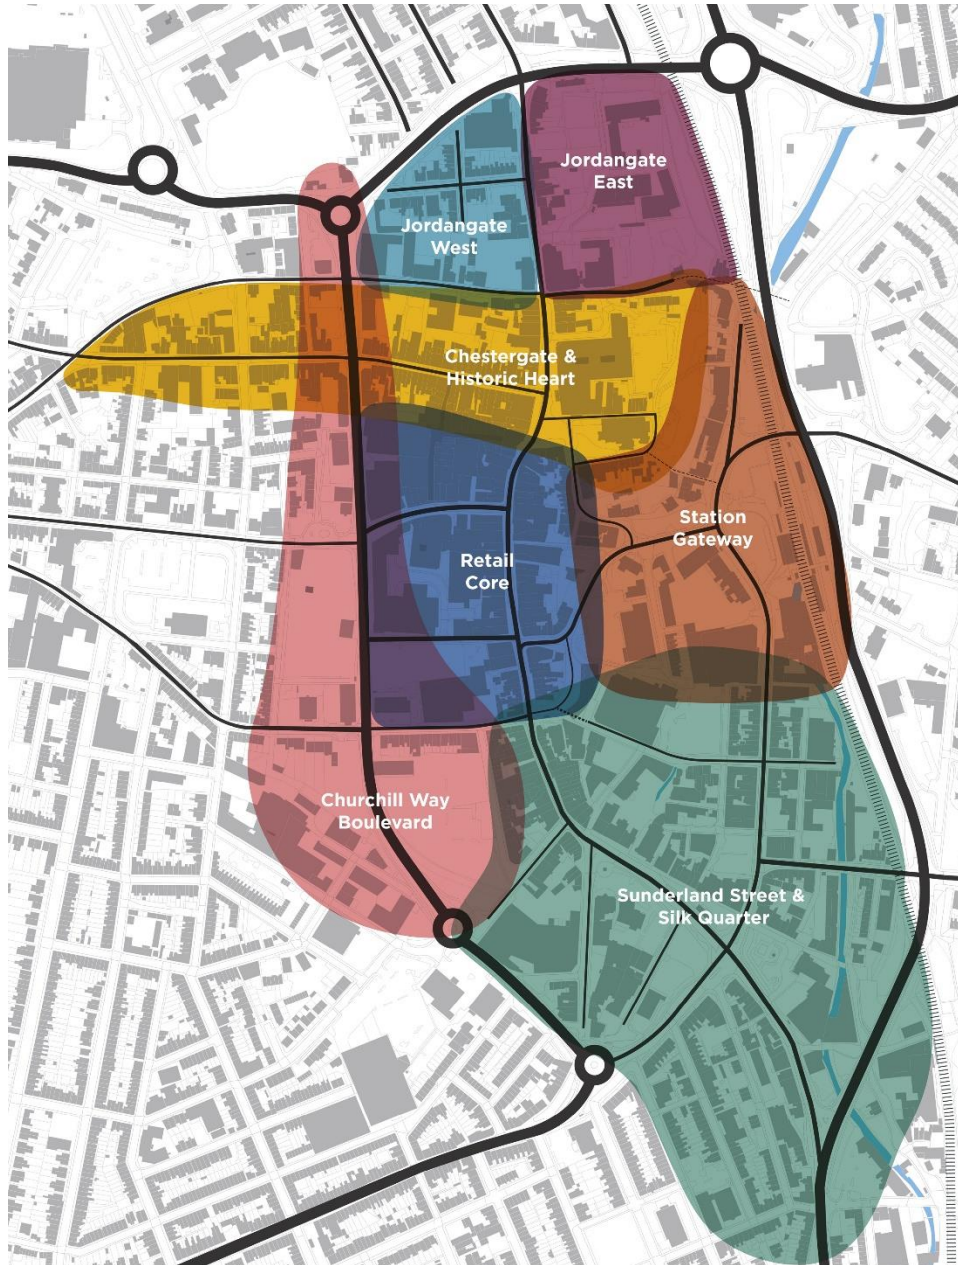 Jordangate
East
Jordangate
West
Chestergate &
Historic Heart
Station
Gateway
Retail
Core
Churchill Way
Boulevard
Sunderland Street &
Silk Quarter